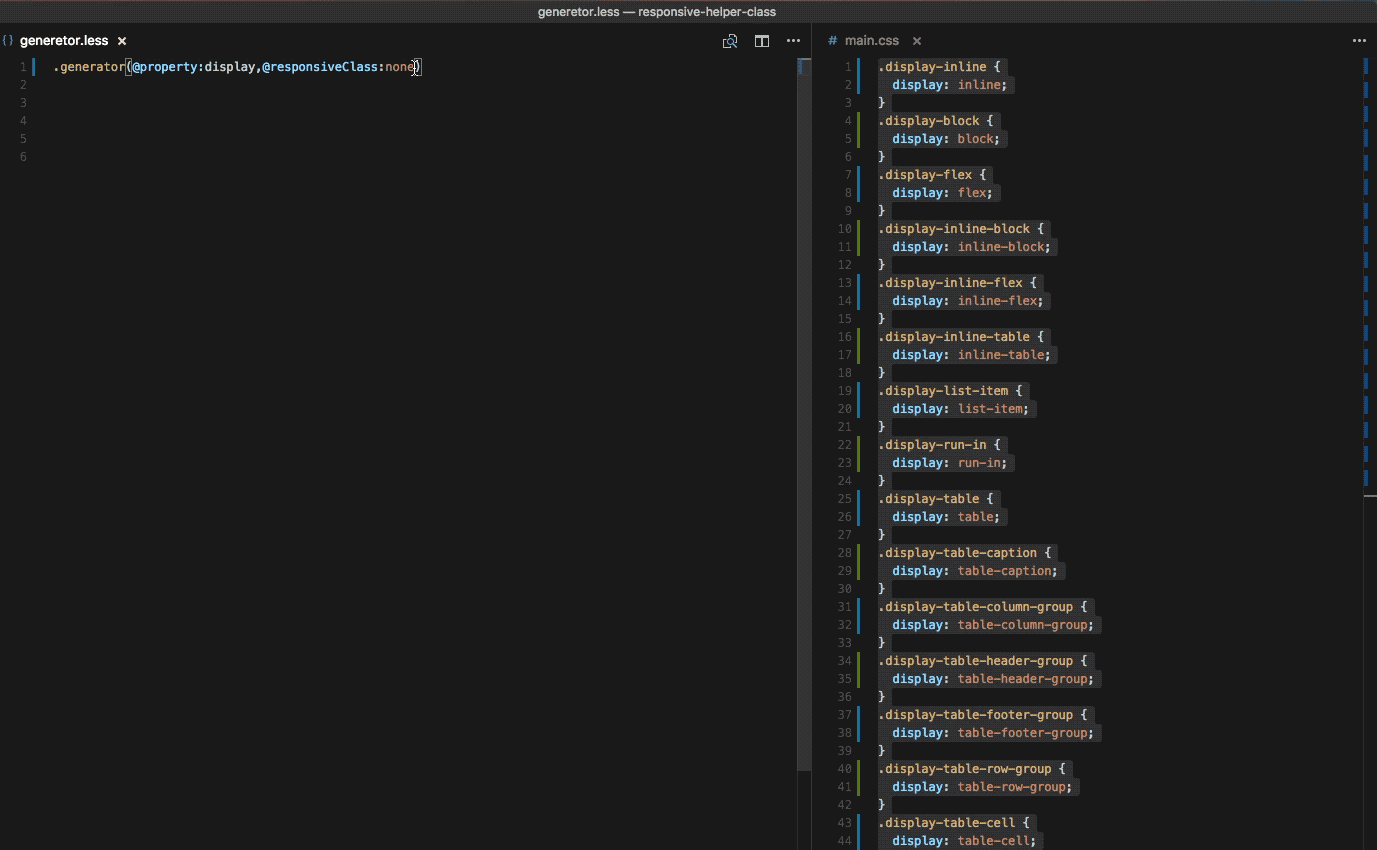 generetor.less — responsive-helper-class
{} generetor.less ×
1 .generator(@property:display,@responsiveClass:none)
2
3
4
5
6
# main.css ×
1 .display-inline {
2 display: inline;
3 }
4 .display-block {
5 display: block;
6 }
7 .display-flex {
8 display: flex;
9 }
10 .display-inline-block {
11 display: inline-block;
12 }
13 .display-inline-flex {
14 display: inline-flex;
15 }
16 .display-inline-table {
17 display: inline-table;
18 }
19 .display-list-item {
20 display: list-item;
21 }
22 .display-run-in {
23 display: run-in;
24 }
25 .display-table {
26 display: table;
27 }
28 .display-table-caption {
29 display: table-caption;
30 }
31 .display-table-column-group {
32 display: table-column-group;
33 }
34 .display-table-header-group {
35 display: table-header-group;
36 }
37 .display-table-footer-group {
38 display: table-footer-group;
39 }
40 .display-table-row-group {
41 display: table-row-group;
42 }
43 .display-table-cell {
44 display: table-cell;